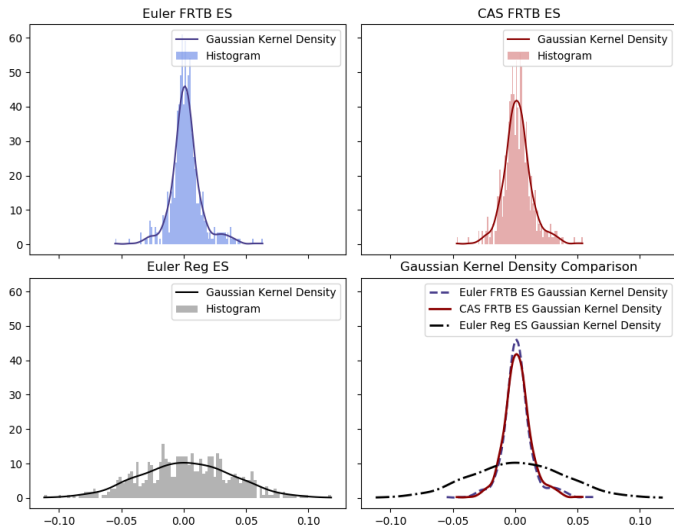 Euler FRTB ES
60
50
40
30
20
10
0
Gaussian Kernel Density
Histogram
CAS FRTB ES
Gaussian Kernel Density
Histogram
Euler Reg ES
60
50
40
30
20
10
0
−0.10
−0.05
0.00
0.05
0.10
Gaussian Kernel Density
Histogram
Gaussian Kernel Density Comparison
Euler FRTB ES Gaussian Kernel Density
CAS FRTB ES Gaussian Kernel Density
Euler Reg ES Gaussian Kernel Density
−0.10
−0.05
0.00
0.05
0.10